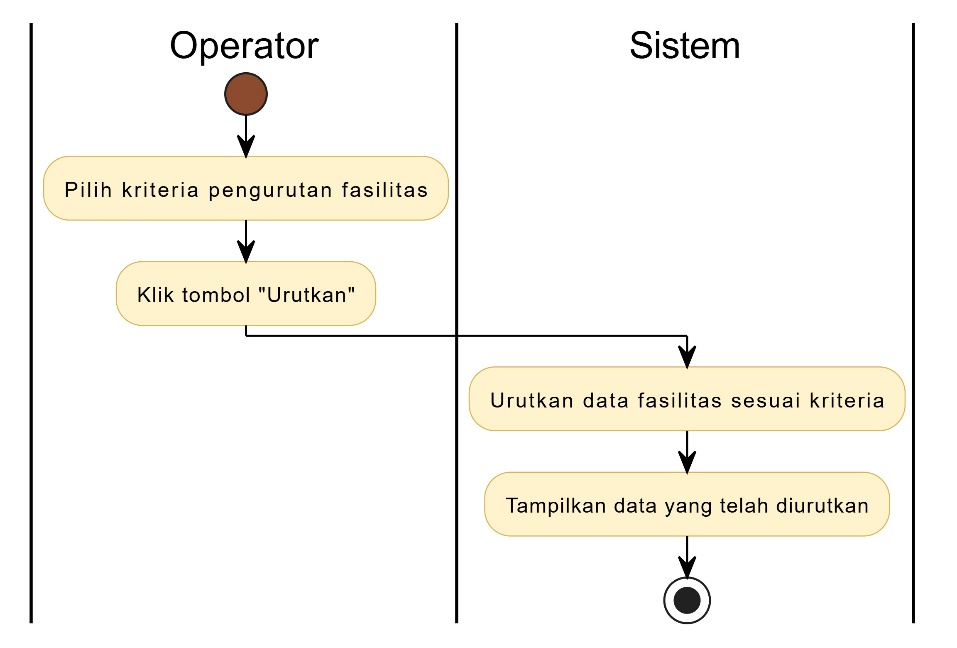 Operator
Sistem
Pilih kriteria pengurutan fasilitas
Klik tombol "Urutkan"
Urutkan data fasilitas sesuai kriteria
Tampilkan data yang telah diurutkan